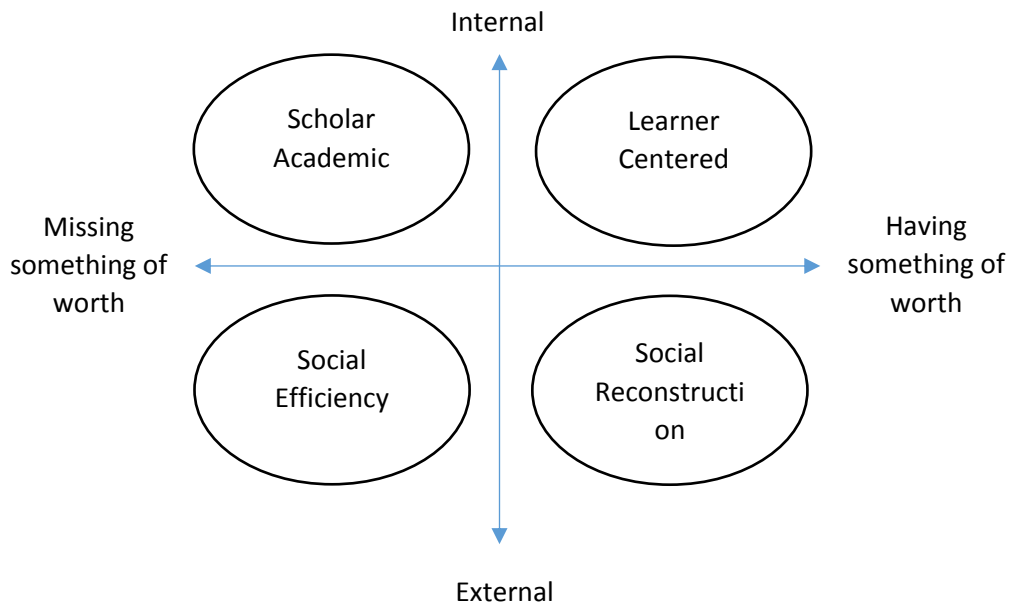 Internal
Scholar
Academic
Learner
Centered
Missing
something of
worth
Having
something of
worth
Social
Efficiency
Social
Reconstructi
on
External